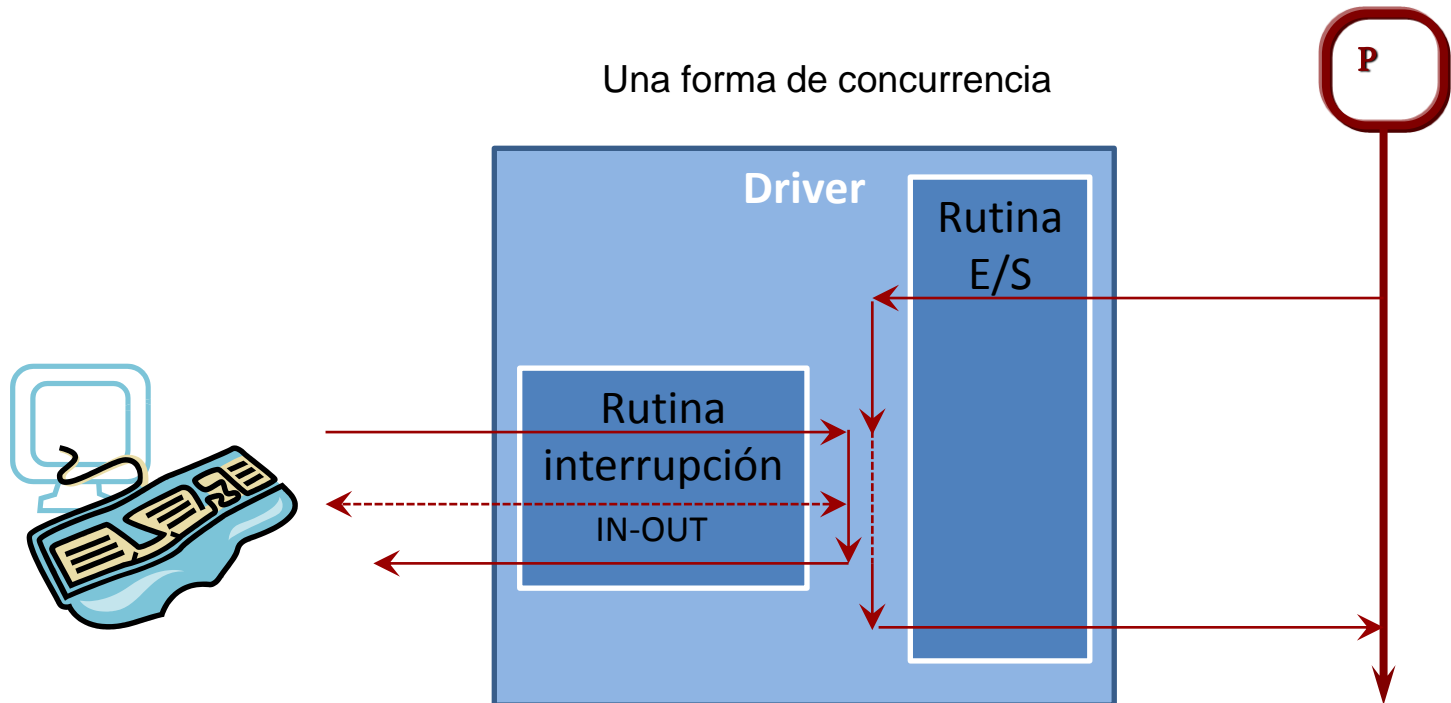 Una forma de concurrencia
P
Driver
Rutina
E/S
Rutina
interrupción
IN-OUT